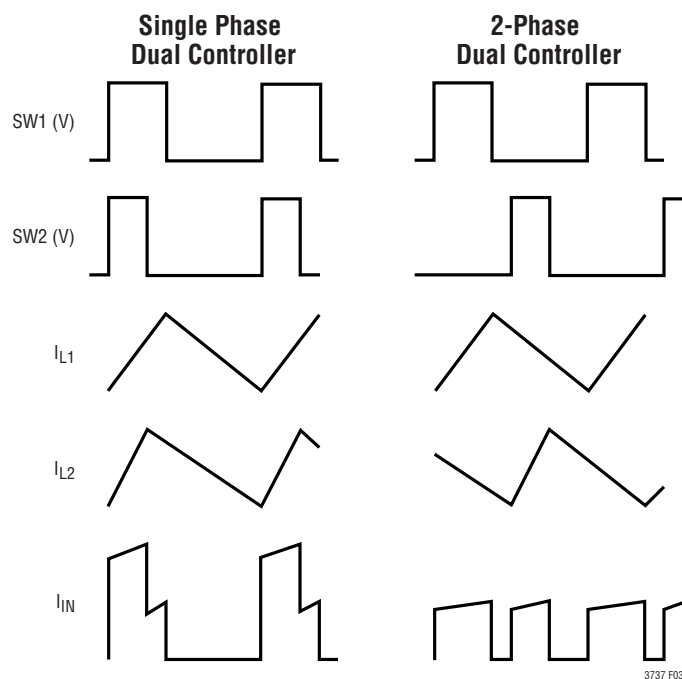 Single Phase
Dual Controller
2-Phase
Dual Controller
SW1 (V)
SW2 (V)
IL1
IL2
IIN
3737 F03